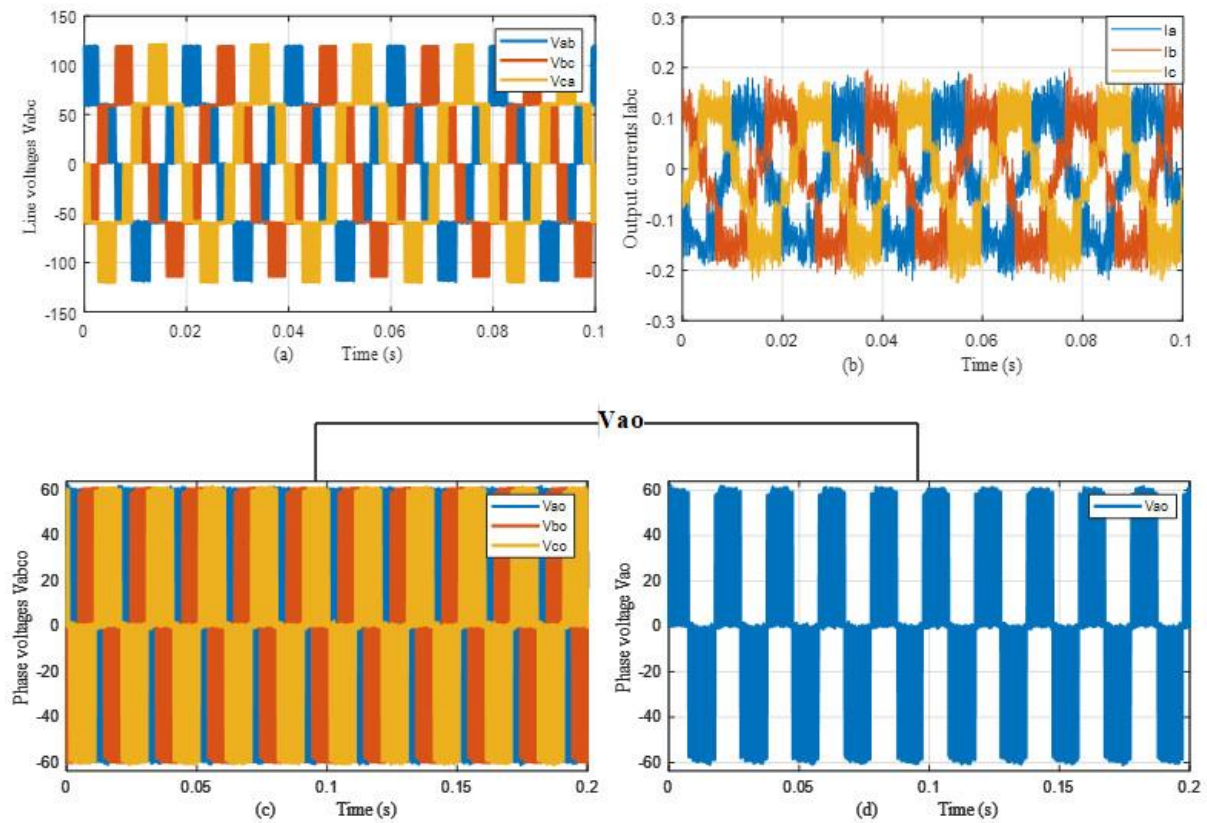 150
100
50
0
-50
-100
-150
Line voltages Vabc
Vab
Vbc
Vca
0
0.02
0.04
0.06
0.08
0.1
(a) Time (s)
0.3
0.2
0.1
0
-0.1
-0.2
-0.3
Output currents Iabc
Ia
Ib
Ic
0
0.02
0.04
0.06
0.08
0.1
(b) Time (s)
Vao
60
40
20
0
-20
-40
-60
Phase voltages Vabco
Vao
Vbo
Vco
0
0.05
0.1
0.15
0.2
(c) Time (s)
60
40
20
0
-20
-40
-60
Phase voltage Vao
Vao
0
0.05
0.1
0.15
0.2
(d) Time (s)